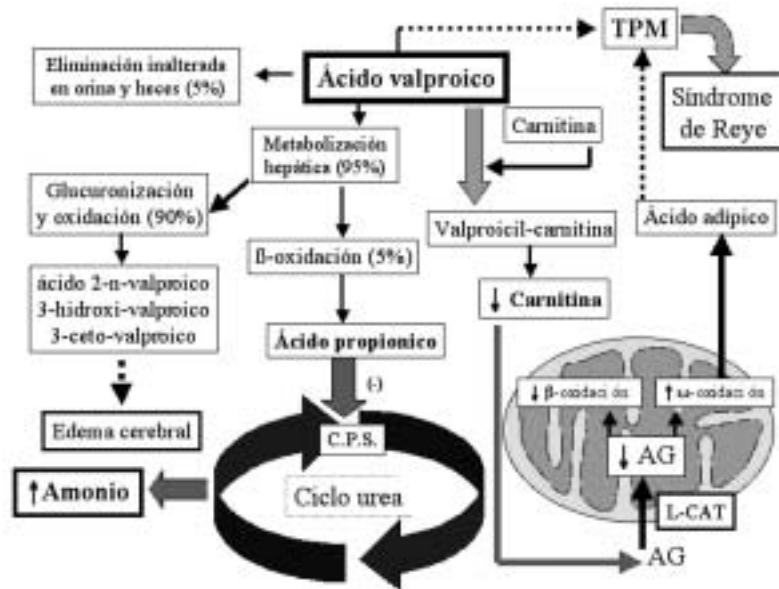 TPM
Eliminación inalterada
en orina y heces (5%)
Ácido valproico
Síndrome
de Reye
Carnitina
Metabolización
hepática (95%)
Glucuronización
y oxidación (90%)
Valproicil-carnitina
Ácido adípico
ß-oxidación (5%)
ácido 2-n-valproico
3-hidroxi-valproico
3-ceto-valproico
↓ Carnitina
Ácido propionico
(-)
↓ β-oxidación
↑ ω-oxidación
Edema cerebral
C.P.S.
↓ AG
↑ Amonio
Ciclo urea
L-CAT
AG